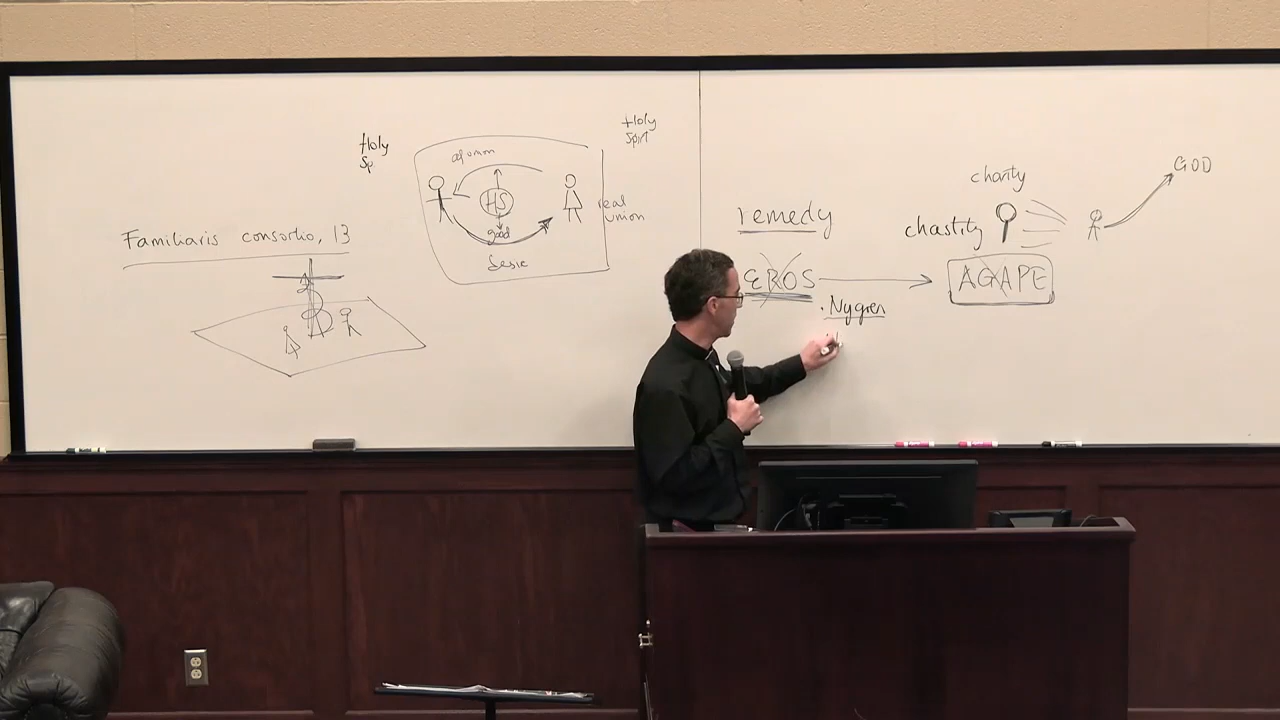 Holy
Sp
Holy
Spirit
HS
good
real
union
desire
Familiaris consortio, 13
remedy
EROS
Nygren
charity
chastity
AGAPE
GOD